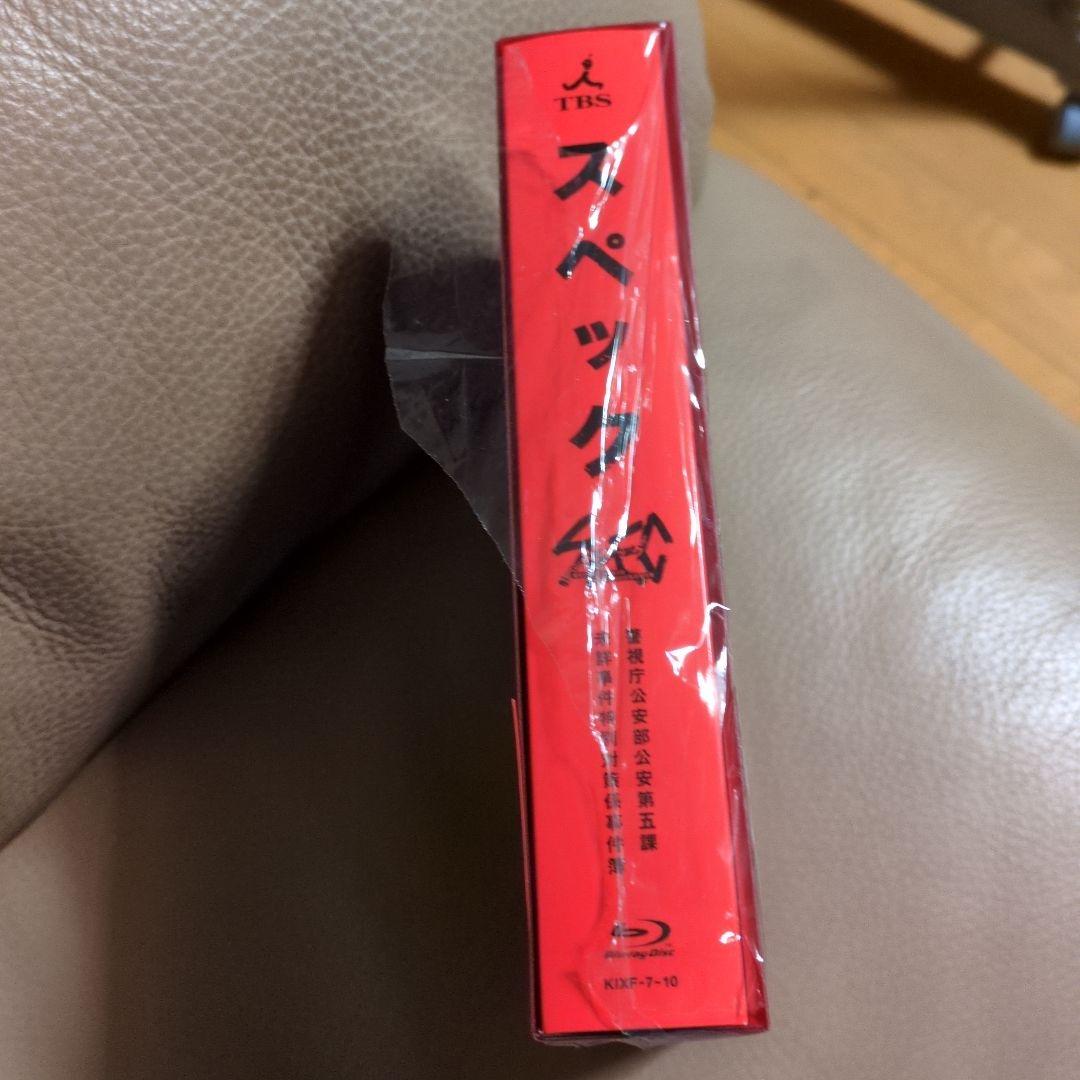 TBS
スペック
警視庁公安部公安第五課
未詳事件特別対策係事件簿
Blu-ray Disc
KIXF-7~10